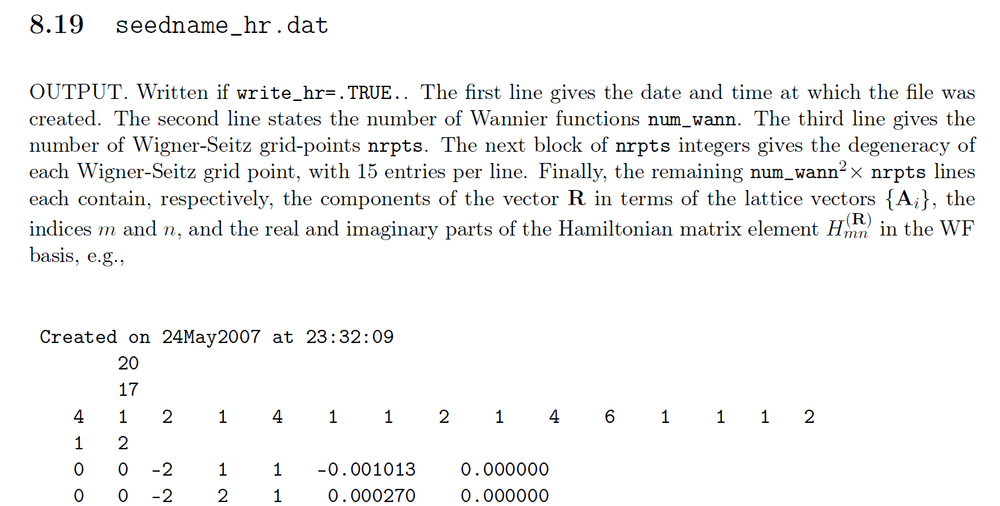 8.19 seedname_hr.dat
OUTPUT. Written if write_hr=.TRUE.. The first line gives the date and time at which the file was
created. The second line states the number of Wannier functions num_wann. The third line gives the
number of Wigner-Seitz grid-points nrpts. The next block of nrpts integers gives the degeneracy of
each Wigner-Seitz grid point, with 15 entries per line. Finally, the remaining num_wann² × nrpts lines
each contain, respectively, the components of the vector R in terms of the lattice vectors {A_i}, the
indices m and n, and the real and imaginary parts of the Hamiltonian matrix element H_{mn}^{(R)} in the WF
basis, e.g.,
Created on 24May2007 at 23:32:09
20
17
4 1 2 1 4 1 1 2 1 4 6 1 1 1 2
1 2
0 0 -2 1 1 -0.001013 0.000000
0 0 -2 2 1 0.000270 0.000000